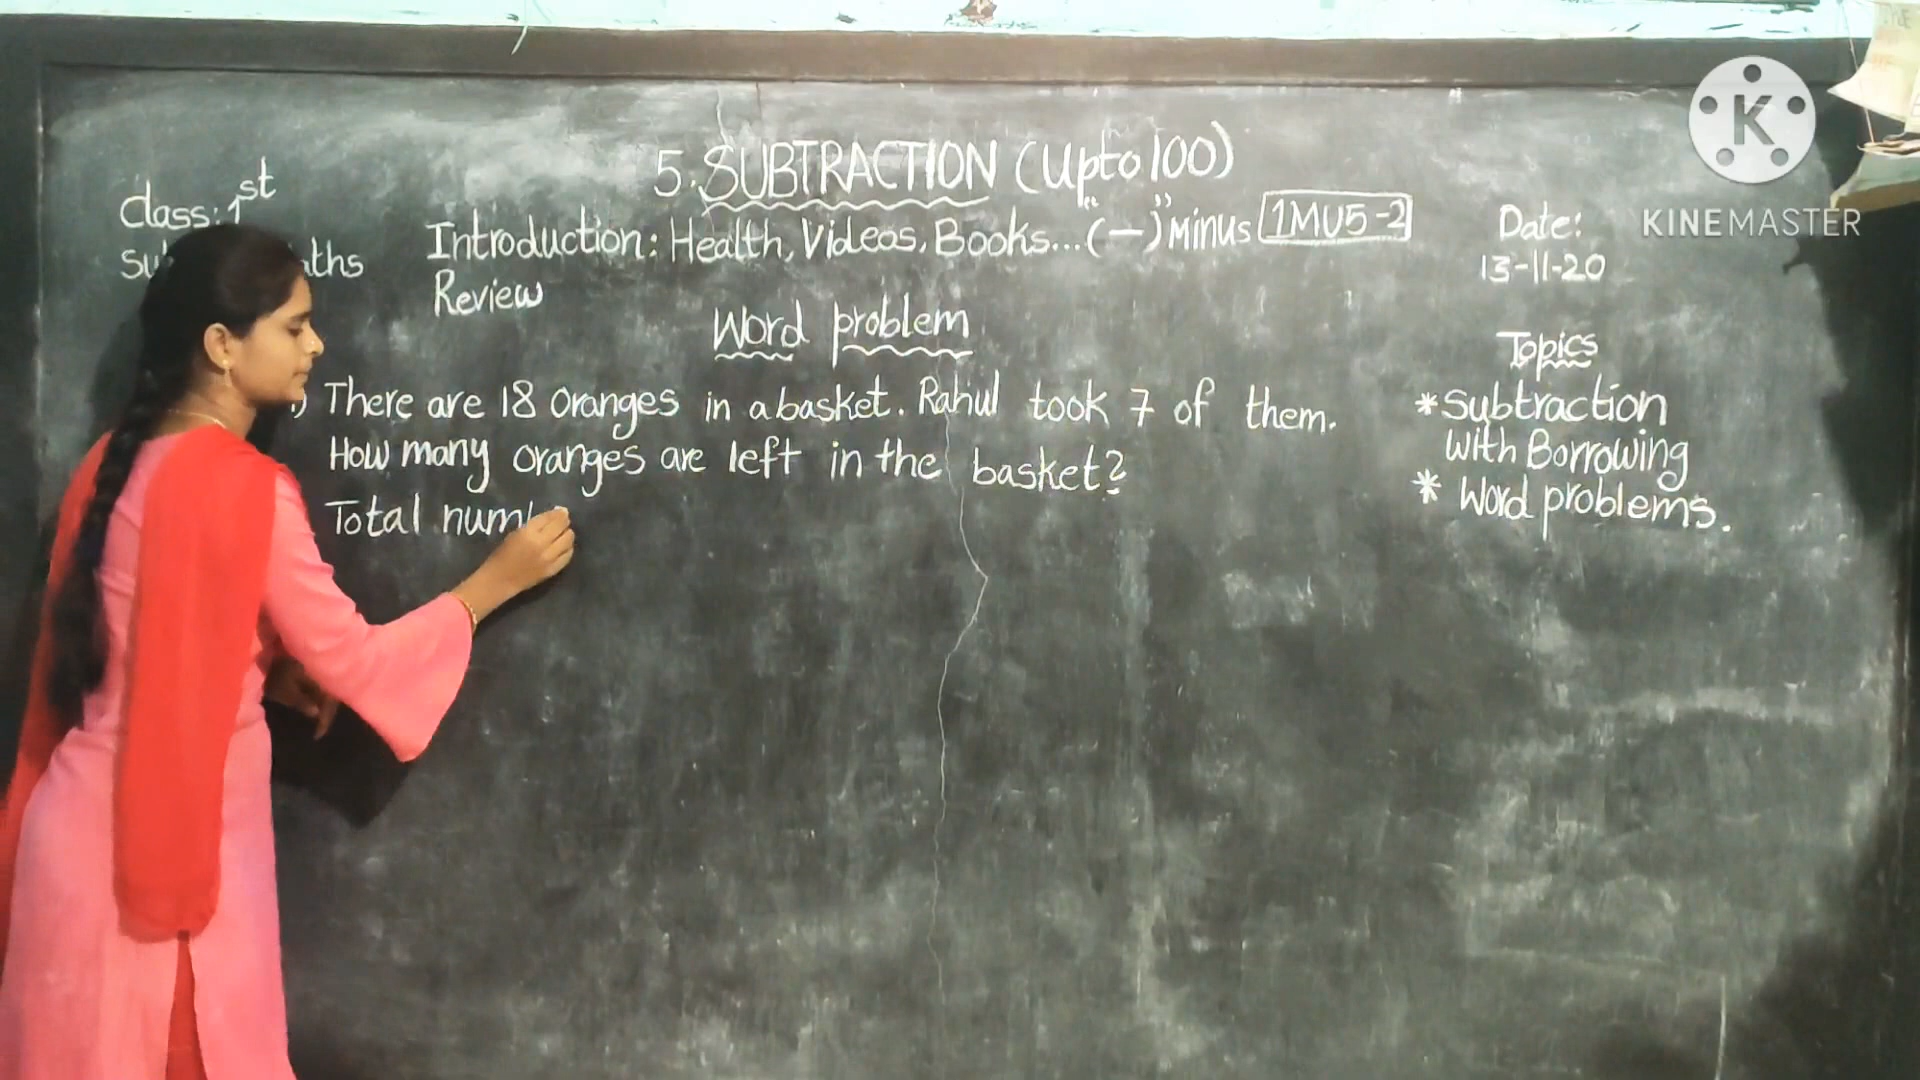 5. SUBTRACTION (Upto 100)
Class: 1st
Introduction: Health, Videos, Books... "(-)" Minus 1MU5-2
Review
Date:
13-11-20
Word problem
There are 18 oranges in a basket. Rahul took 7 of them.
How many oranges are left in the basket?
Total
Topics
* Subtraction
with Borrowing
* Word problems.
K
KINEMASTER